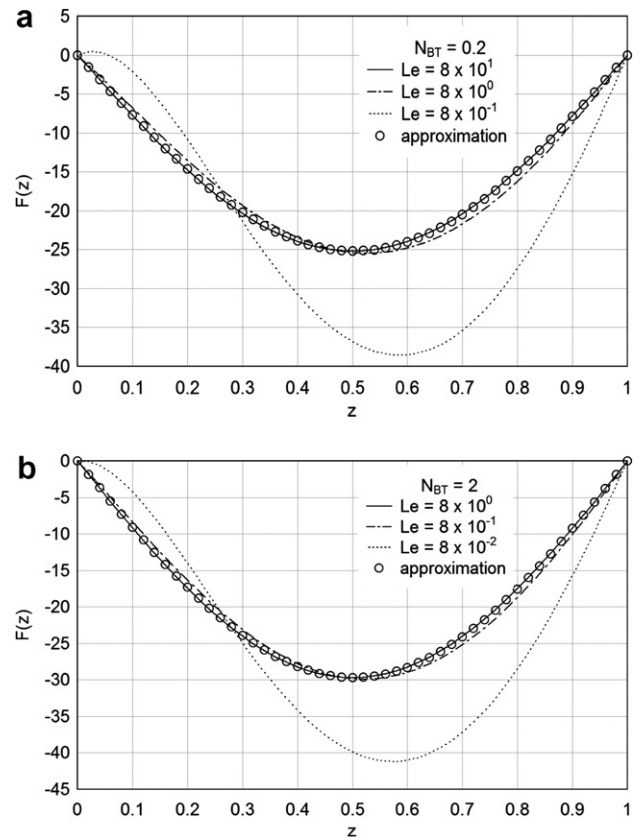 a
N_BT = 0.2
Le = 8 x 10^1
Le = 8 x 10^0
Le = 8 x 10^-1
approximation
5
0
-5
-10
-15
-20
-25
-30
-35
-40
F(z)
0 0.1 0.2 0.3 0.4 0.5 0.6 0.7 0.8 0.9 1
z
b
N_BT = 2
Le = 8 x 10^0
Le = 8 x 10^-1
Le = 8 x 10^-2
approximation
0
-5
-10
-15
-20
-25
-30
-35
-40
-45
F(z)
0 0.1 0.2 0.3 0.4 0.5 0.6 0.7 0.8 0.9 1
z